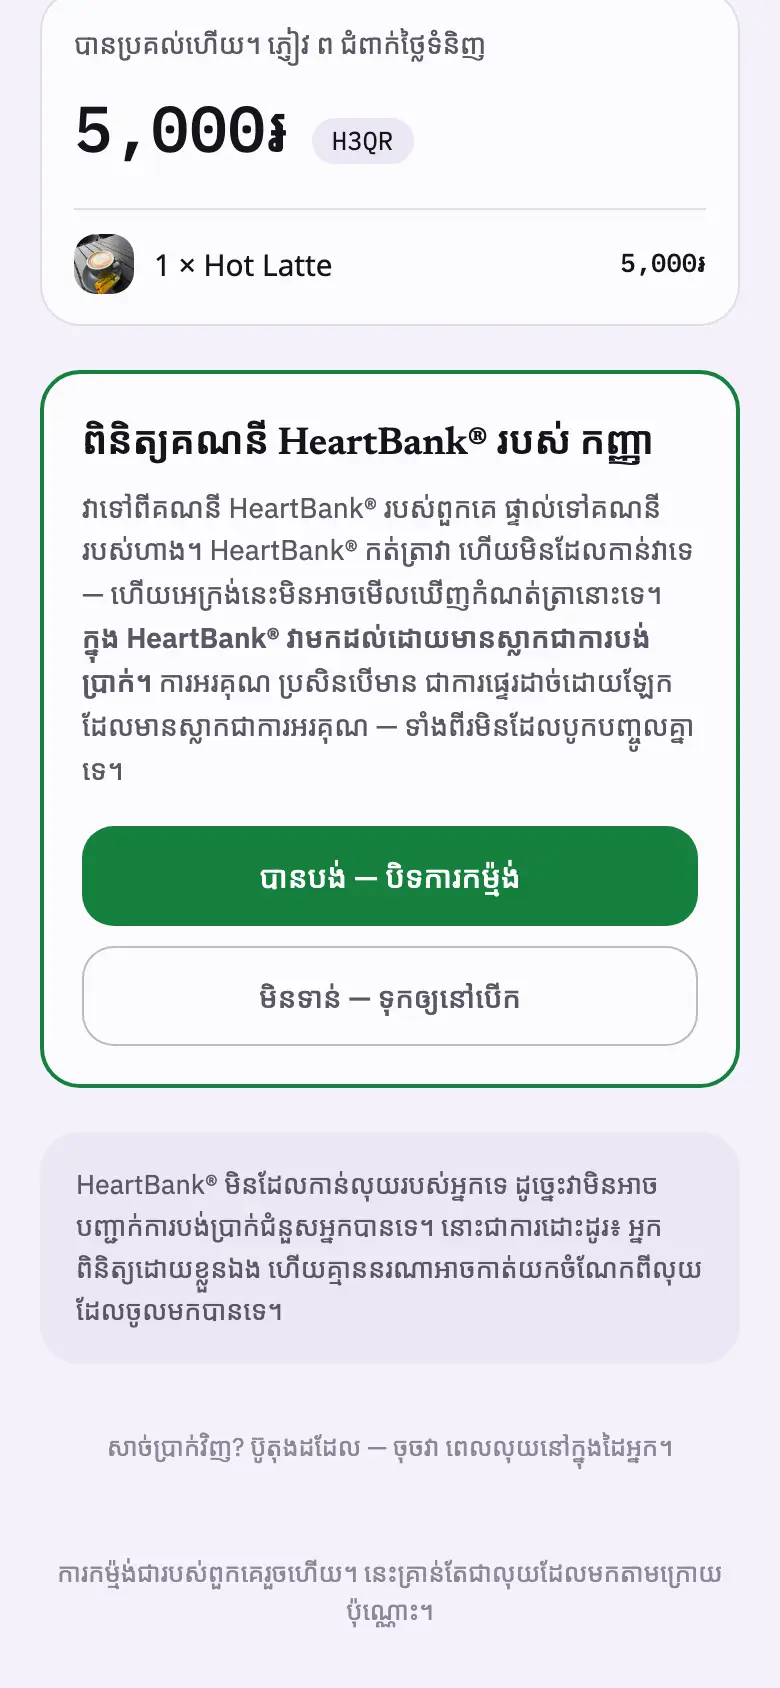 បានប្រគល់ហើយ។ ភ្ញៀវ ព ជំពាក់ថ្លៃទំនិញ
5,000៛ H3QR
1 × Hot Latte 5,000៛
ពិនិត្យគណនី HeartBank® របស់ កញ្ញា
វាទៅពីគណនី HeartBank® របស់ពួកគេ ផ្ទាល់ទៅគណនី
របស់ហាង។ HeartBank® កត់ត្រាវា ហើយមិនដែលកាន់វាទេ
— ហើយអេក្រង់នេះមិនអាចមើលឃើញកំណត់ត្រានោះទេ។
ក្នុង HeartBank® វាមកដល់ដោយមានស្លាកជាការបង់
ប្រាក់។ ការអរគុណ ប្រសិនបើមាន ជាការផ្ទេរដាច់ដោយឡែក
ដែលមានស្លាកជាការអរគុណ — ទាំងពីរមិនដែលបូកបញ្ចូលគ្នា
ទេ។
បានបង់ — បិទការកម្ម៉ង់
មិនទាន់ — ទុកឲ្យនៅបើក
HeartBank® មិនដែលកាន់លុយរបស់អ្នកទេ ដូច្នេះវាមិនអាច
បញ្ជាក់ការបង់ប្រាក់ជំនួសអ្នកបានទេ។ នោះជាការដោះដូរ៖ អ្នក
ពិនិត្យដោយខ្លួនឯង ហើយគ្មាននរណាអាចកាត់យកចំណែកពីលុយ
ដែលចូលមកបានទេ។
សាច់ប្រាក់វិញ? ប៊ូតុងដដែល — ចុចវា ពេលលុយនៅក្នុងដៃអ្នក។
ការកម្ម៉ង់ជារបស់ពួកគេរួចហើយ។ នេះគ្រាន់តែជាលុយដែលមកតាមក្រោយ
ប៉ុណ្ណោះ។